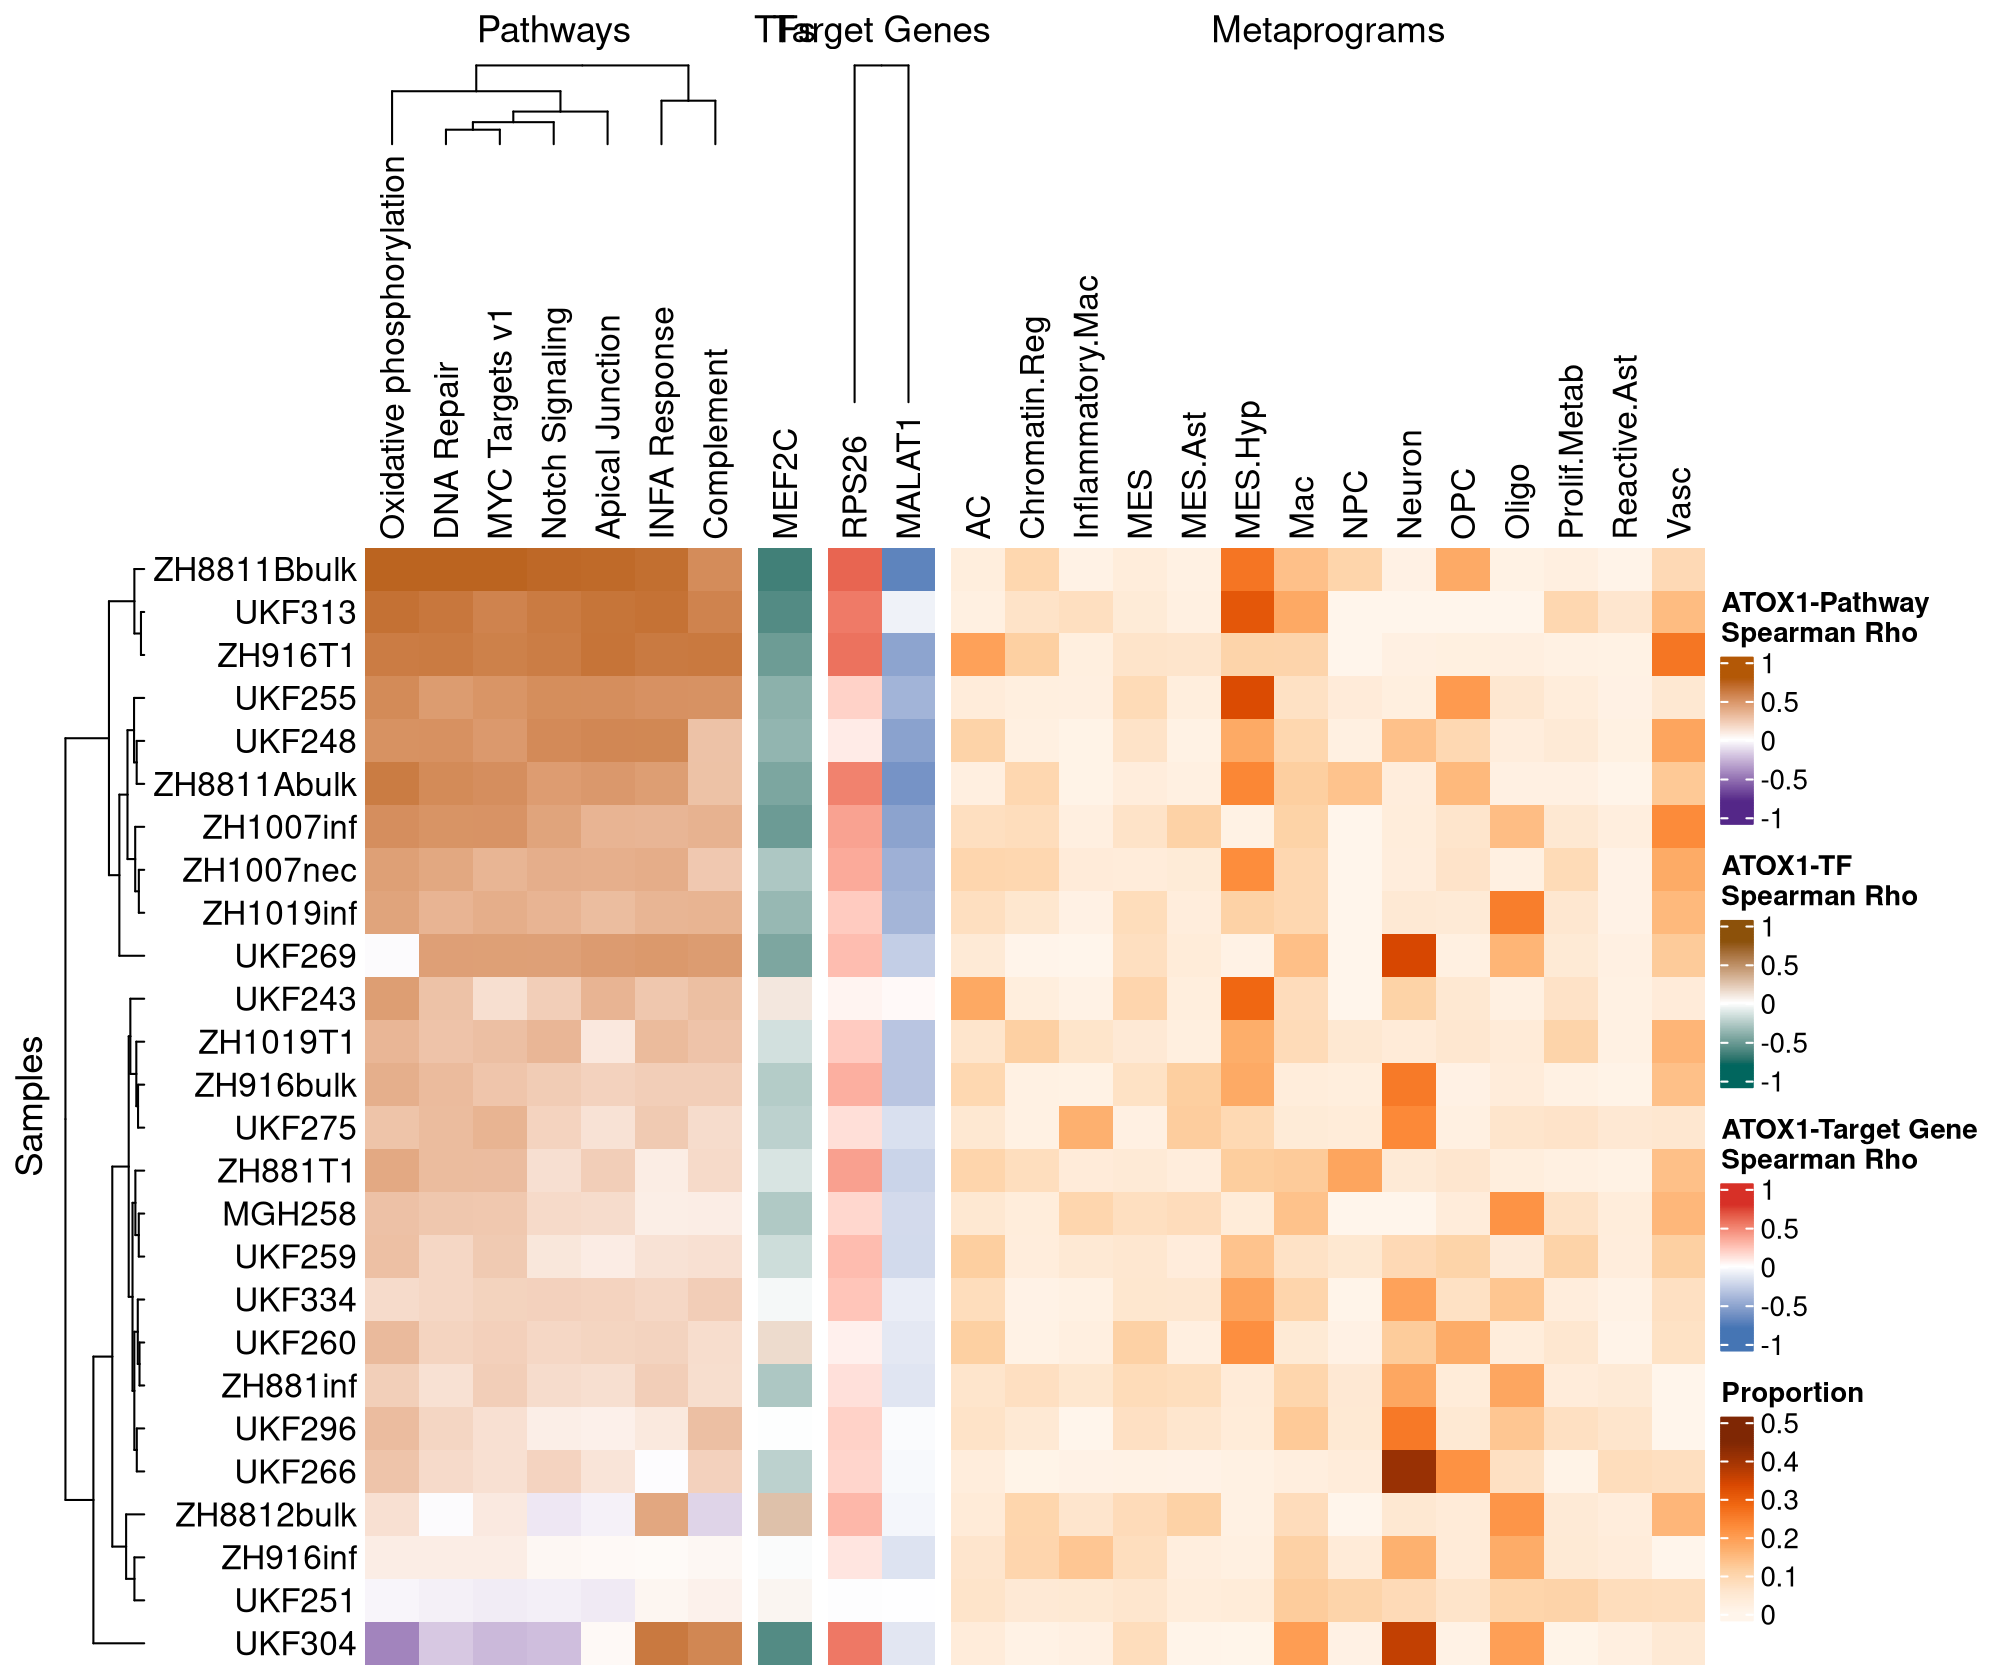 Pathways
TFs
Target Genes
Metaprograms
Oxidative phosphorylation
DNA Repair
MYC Targets v1
Notch Signaling
Apical Junction
INFA Response
Complement
MEF2C
RPS26
MALAT1
AC
Chromatin.Reg
Inflammatory.Mac
MES
MES.Ast
MES.Hyp
Mac
NPC
Neuron
OPC
Oligo
Prolif.Metab
Reactive.Ast
Vasc
Samples
ZH8811Bbulk
UKF313
ZH916T1
UKF255
UKF248
ZH8811Abulk
ZH1007inf
ZH1007nec
ZH1019inf
UKF269
UKF243
ZH1019T1
ZH916bulk
UKF275
ZH881T1
MGH258
UKF259
UKF334
UKF260
ZH881inf
UKF296
UKF266
ZH8812bulk
ZH916inf
UKF251
UKF304
ATOX1-Pathway
Spearman Rho
1
0.5
0
-0.5
-1
ATOX1-TF
Spearman Rho
1
0.5
0
-0.5
-1
ATOX1-Target Gene
Spearman Rho
1
0.5
0
-0.5
-1
Proportion
0.5
0.4
0.3
0.2
0.1
0